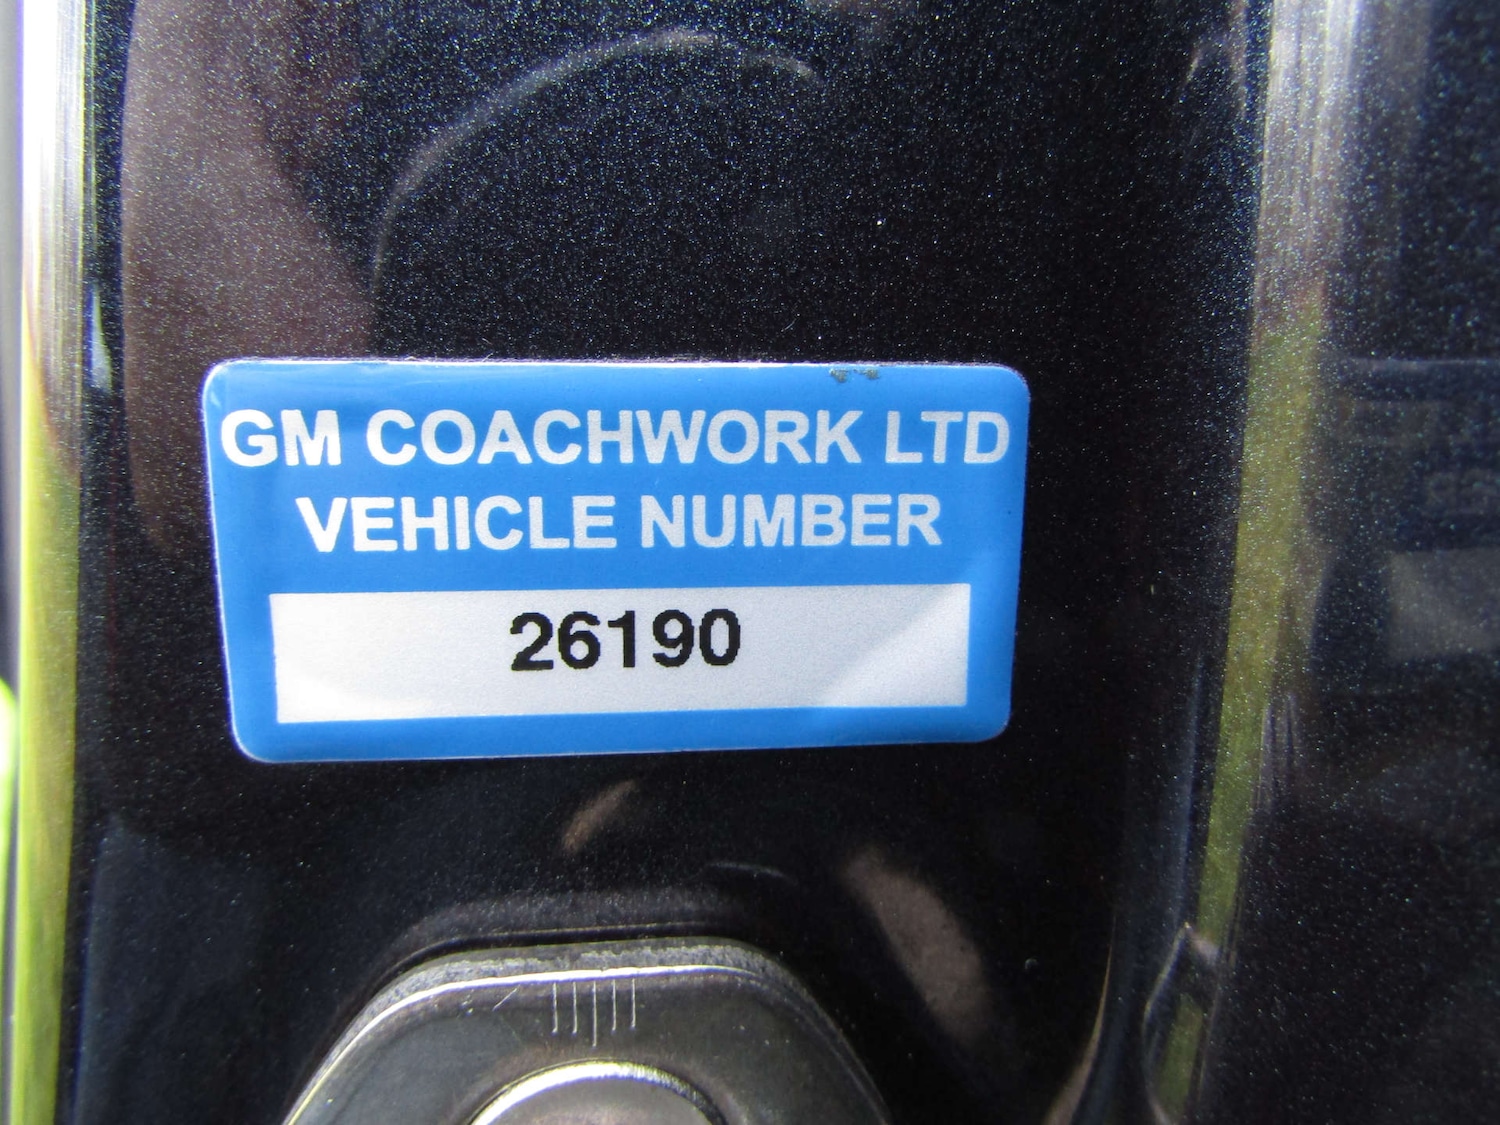 GM COACHWORK LTD
VEHICLE NUMBER
26190